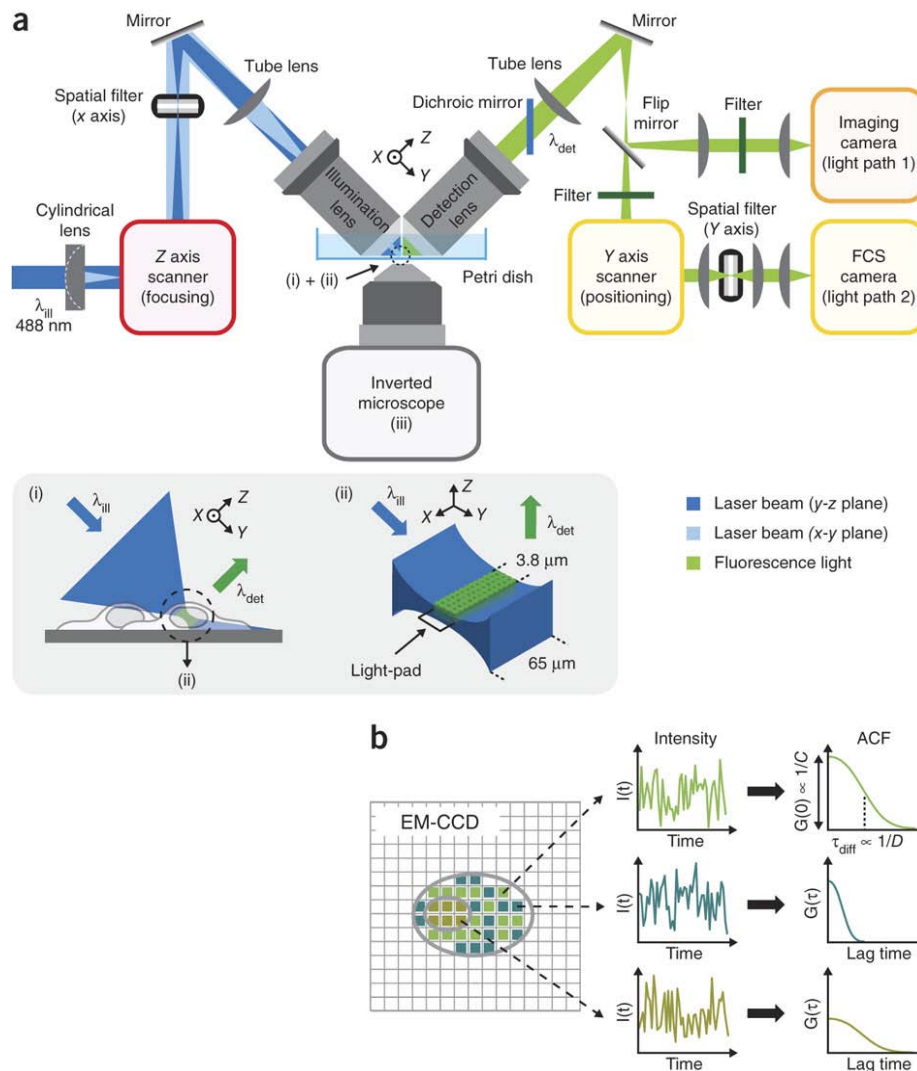 a
Mirror
Tube lens
Spatial filter
(x axis)
Cylindrical
lens
λill
488 nm
Z axis
scanner
(focusing)
Illumination
lens
X
Z
Y
Detection
lens
(i) + (ii)
Petri dish
Inverted
microscope
(iii)
Mirror
Tube lens
Dichroic mirror
λdet
Flip
mirror
Filter
Imaging
camera
(light path 1)
Filter
Spatial filter
(Y axis)
Y axis
scanner
(positioning)
FCS
camera
(light path 2)
(i)
λill
Z
X
Y
λdet
(ii)
(ii)
λill
Z
X
Y
λdet
3.8 µm
Light-pad
65 µm
Laser beam (y-z plane)
Laser beam (x-y plane)
Fluorescence light
b
EM-CCD
Intensity
ACF
I(t)
Time
G(0) ∝ 1/C
τdiff ∝ 1/D
I(t)
Time
G(τ)
Lag time
I(t)
Time
G(τ)
Lag time